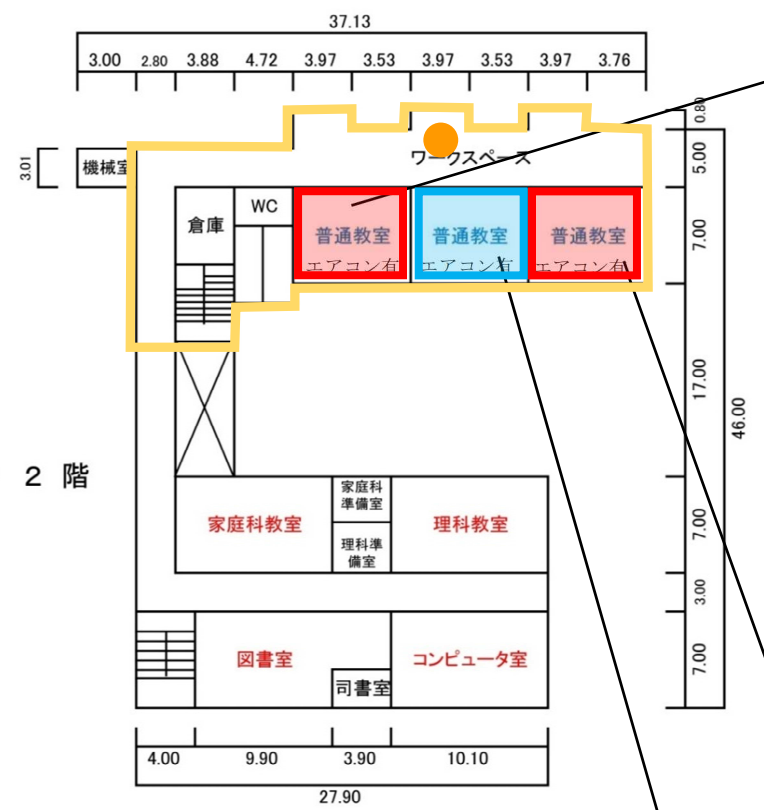 37.13
3.00 2.80 3.88 4.72 3.97 3.53 3.97 3.53 3.97 3.76
0.80
5.00
3.01
機械室
ワークスペース
倉庫
WC
普通教室
エアコン有
普通教室
エアコン有
普通教室
エアコン有
7.00
17.00
46.00
2 階
家庭科教室
家庭科
準備室
理科準
備室
理科教室
7.00
3.00
図書室
司書室
コンピュータ室
7.00
4.00 9.90 3.90 10.10
27.90